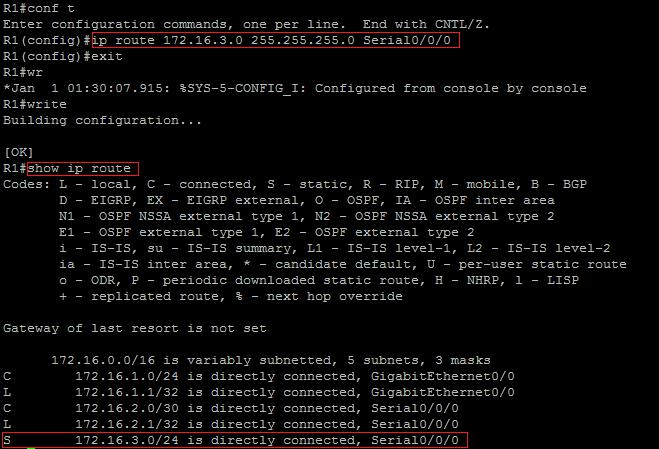 R1#conf t
Enter configuration commands, one per line.  End with CNTL/Z.
R1(config)#ip route 172.16.3.0 255.255.255.0 Serial0/0/0
R1(config)#exit
R1#wr
*Jan  1 01:30:07.915: %SYS-5-CONFIG_I: Configured from console by console
R1#write
Building configuration...
[OK]
R1#show ip route
Codes: L - local, C - connected, S - static, R - RIP, M - mobile, B - BGP
       D - EIGRP, EX - EIGRP external, O - OSPF, IA - OSPF inter area
       N1 - OSPF NSSA external type 1, N2 - OSPF NSSA external type 2
       E1 - OSPF external type 1, E2 - OSPF external type 2
       i - IS-IS, su - IS-IS summary, L1 - IS-IS level-1, L2 - IS-IS level-2
       ia - IS-IS inter area, * - candidate default, U - per-user static route
       o - ODR, P - periodic downloaded static route, H - NHRP, l - LISP
       + - replicated route, % - next hop override
Gateway of last resort is not set
      172.16.0.0/16 is variably subnetted, 5 subnets, 3 masks
C        172.16.1.0/24 is directly connected, GigabitEthernet0/0
L        172.16.1.1/32 is directly connected, GigabitEthernet0/0
C        172.16.2.0/30 is directly connected, Serial0/0/0
L        172.16.2.1/32 is directly connected, Serial0/0/0
S        172.16.3.0/24 is directly connected, Serial0/0/0